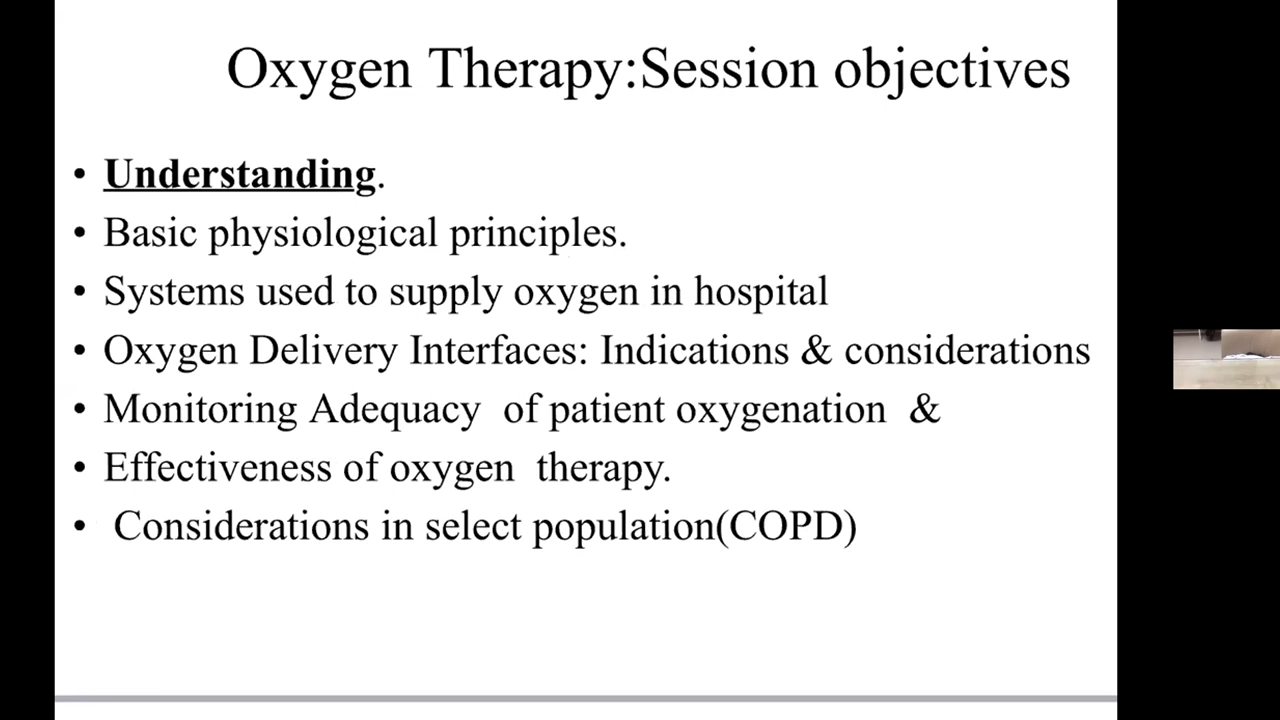 Oxygen Therapy:Session objectives
• Understanding.
• Basic physiological principles.
• Systems used to supply oxygen in hospital
• Oxygen Delivery Interfaces: Indications & considerations
• Monitoring Adequacy of patient oxygenation &
• Effectiveness of oxygen therapy.
• Considerations in select population(COPD)